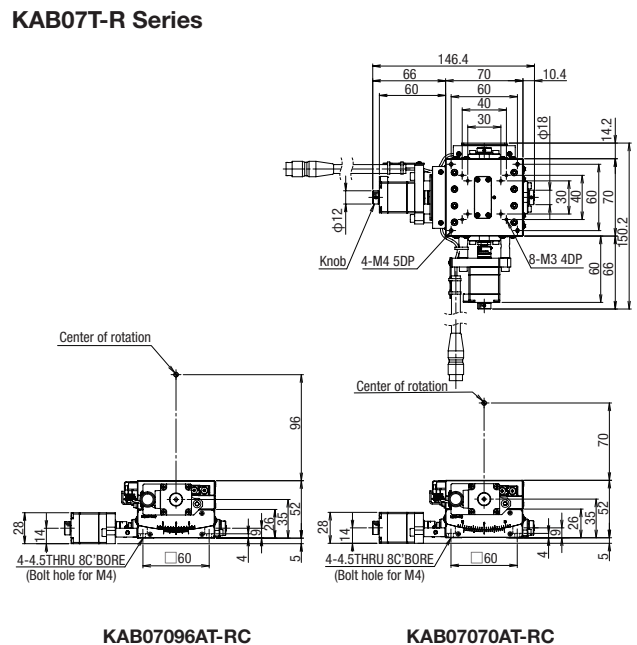 KAB07T-R Series
146.4
66 70 10.4
60 60
40
30
ϕ18
14.2
ϕ12
30 40 60 70 150.2
60 66
Knob 4-M4 5DP 8-M3 4DP
Center of rotation
96
28 14
4 9 26 35 52
5
4-4.5THRU 8C'BORE
(Bolt hole for M4)
□60
Center of rotation
70
28 14
4 9 26 35 52
5
4-4.5THRU 8C'BORE
(Bolt hole for M4)
□60
KAB07096AT-RC KAB07070AT-RC